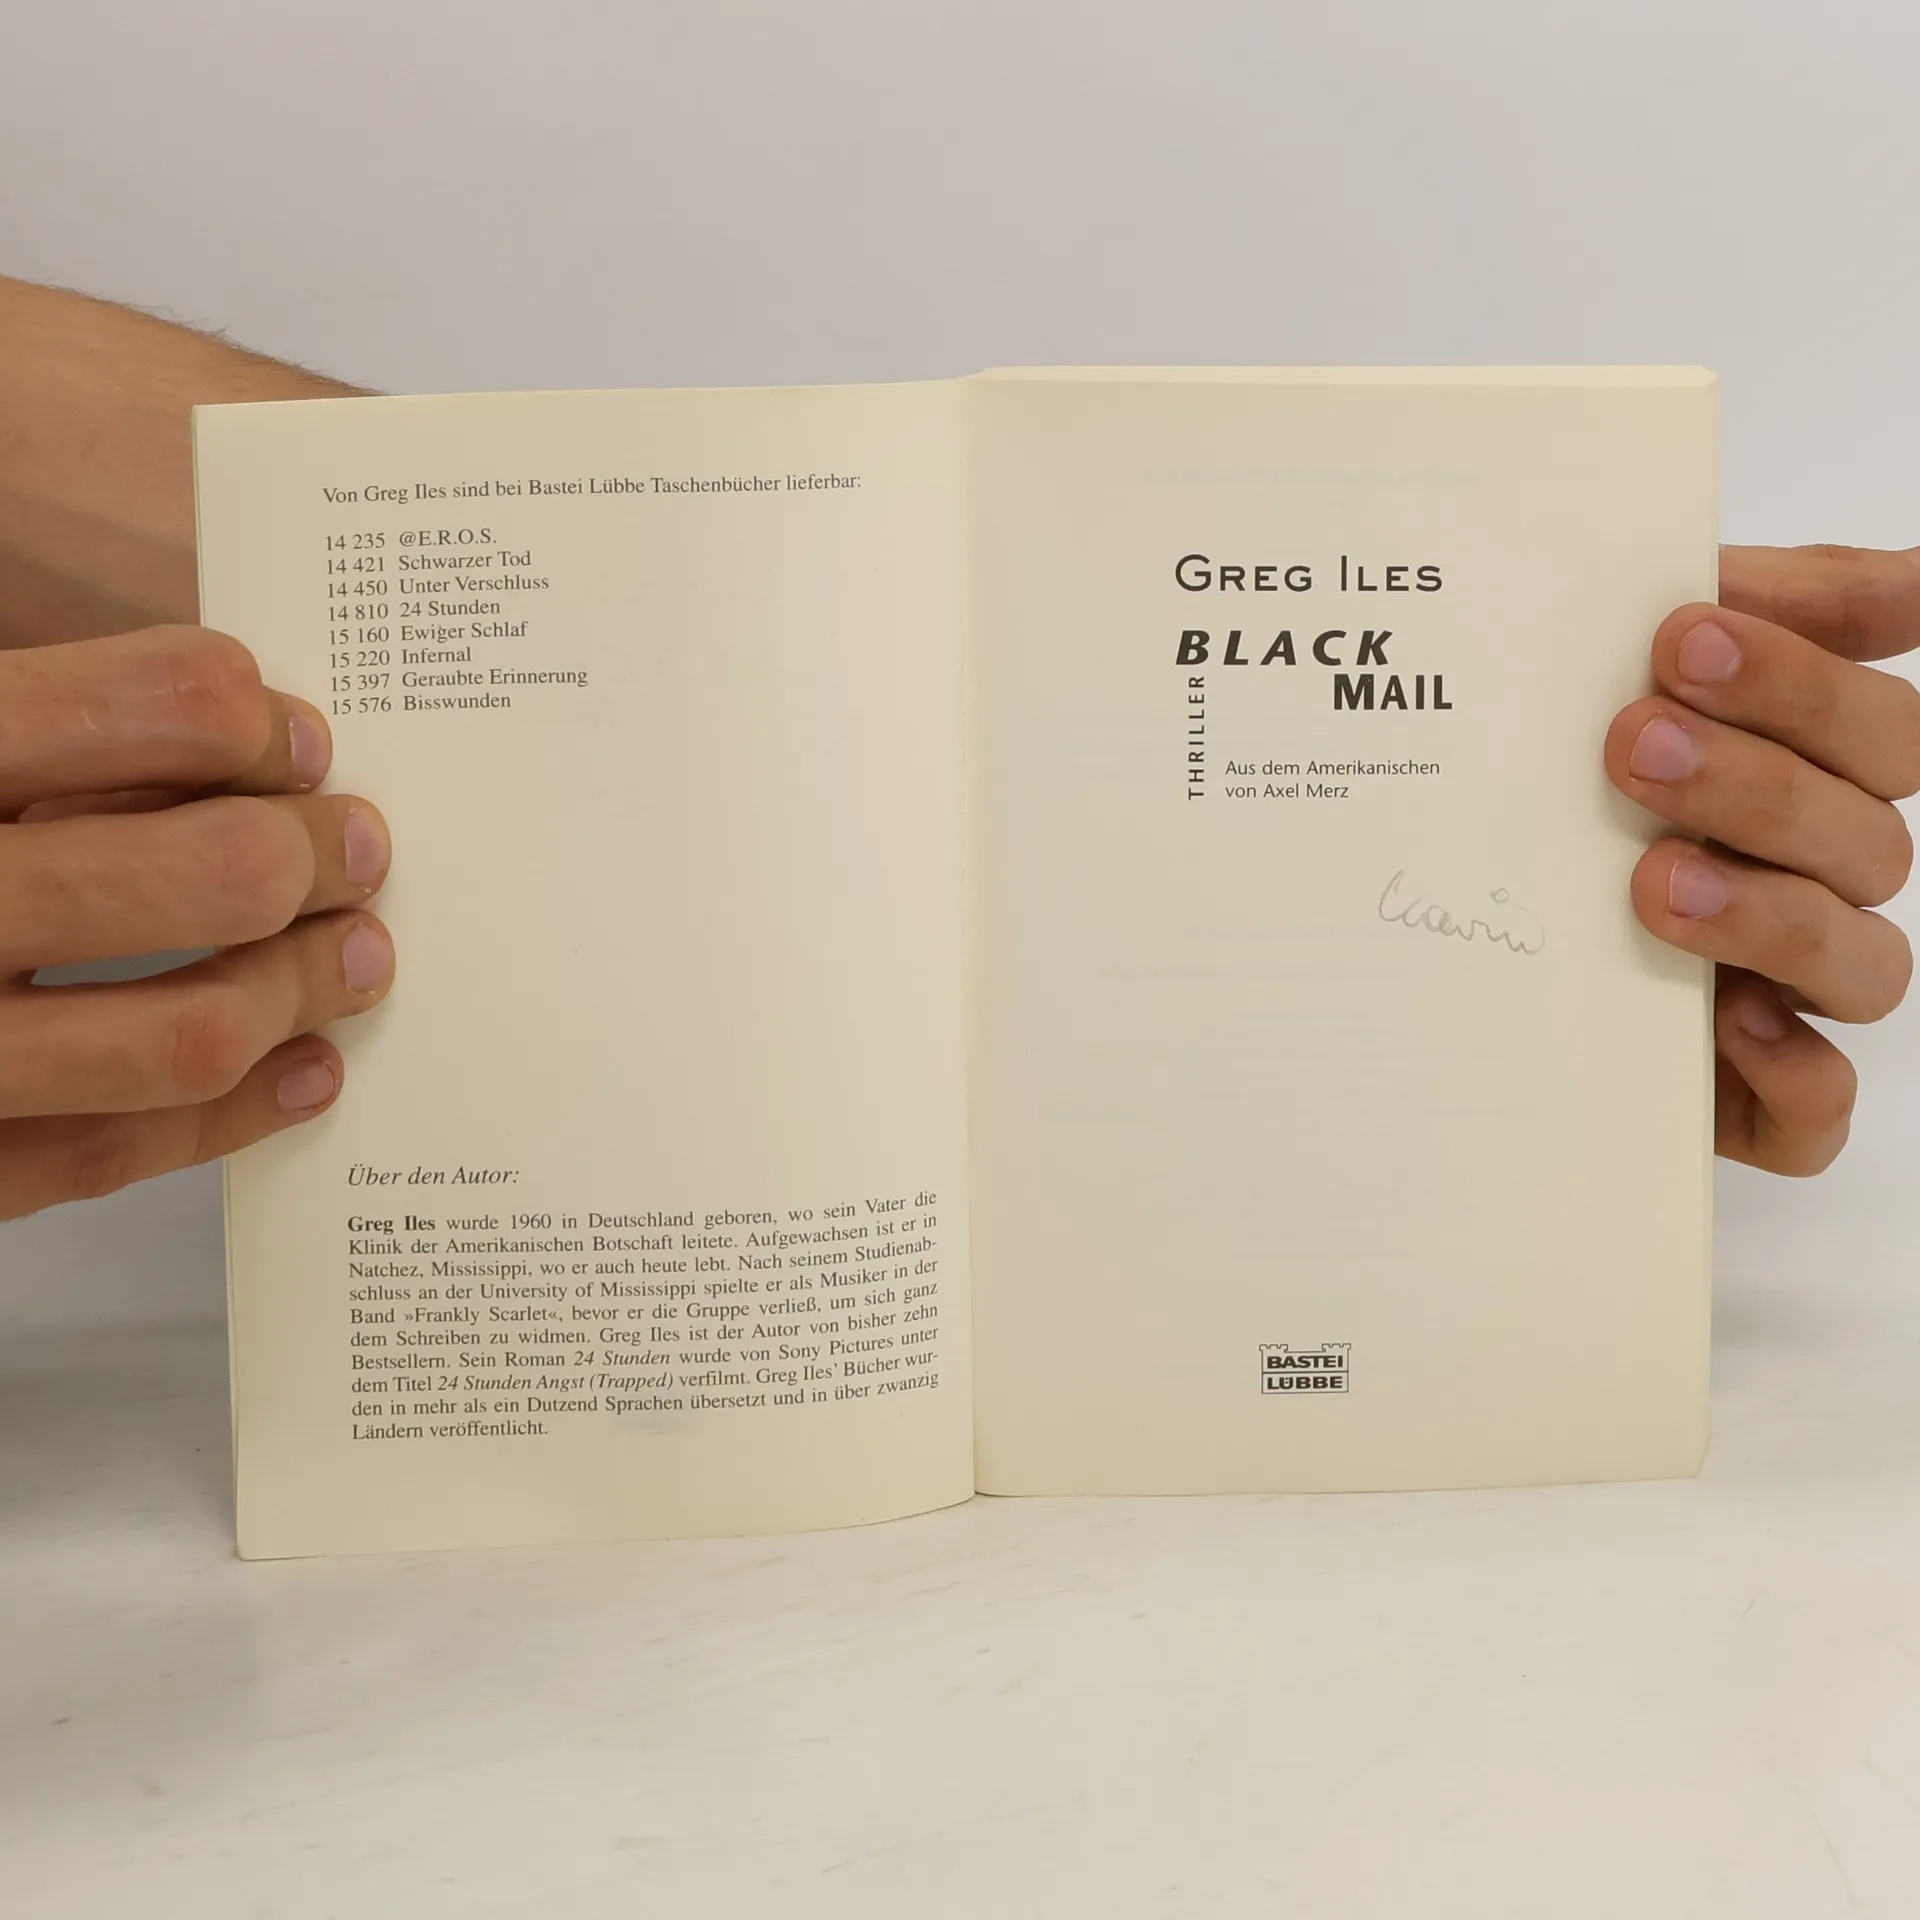 Von Greg Iles sind bei Bastei Lübbe Taschenbücher lieferbar:
14 235 @E.R.O.S.
14 421 Schwarzer Tod
14 450 Unter Verschluss
14 810 24 Stunden
15 160 Ewiger Schlaf
15 220 Infernal
15 397 Geraubte Erinnerung
15 576 Bisswunden
Über den Autor:
Greg Iles wurde 1960 in Deutschland geboren, wo sein Vater die
Klinik der Amerikanischen Botschaft leitete. Aufgewachsen ist er in
Natchez, Mississippi, wo er auch heute lebt. Nach seinem Studienab-
schluss an der University of Mississippi spielte er als Musiker in der
Band »Frankly Scarlet«, bevor er die Gruppe verließ, um sich ganz
dem Schreiben zu widmen. Greg Iles ist der Autor von bisher zehn
Bestsellern. Sein Roman 24 Stunden wurde von Sony Pictures unter
dem Titel 24 Stunden Angst (Trapped) verfilmt. Greg Iles' Bücher wur-
den in mehr als ein Dutzend Sprachen übersetzt und in über zwanzig
Ländern veröffentlicht.
GREG ILES
BLACK
MAIL
THRILLER
Aus dem Amerikanischen
von Axel Merz
BASTEI
LÜBBE